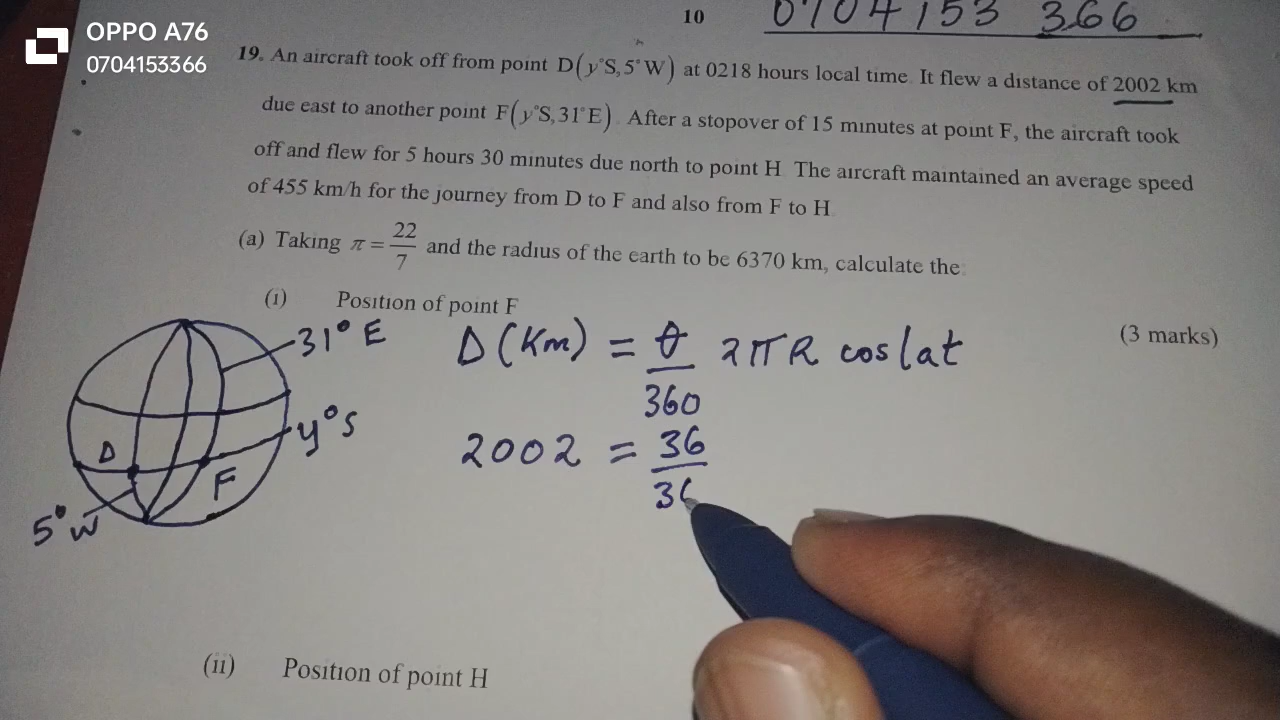 OPPO A76
0704153366
10 0704153 366
19. An aircraft took off from point D(y°S,5°W) at 0218 hours local time. It flew a distance of 2002 km
due east to another point F(y°S,31°E) After a stopover of 15 minutes at point F, the aircraft took
off and flew for 5 hours 30 minutes due north to point H The aircraft maintained an average speed
of 455 km/h for the journey from D to F and also from F to H
(a) Taking π = 22/7 and the radius of the earth to be 6370 km, calculate the
(i) Position of point F
(3 marks)
31° E
y°S
D
F
5°W
D(Km) = θ/360 2πR cos lat
2002 = 36/36
(ii) Position of point H